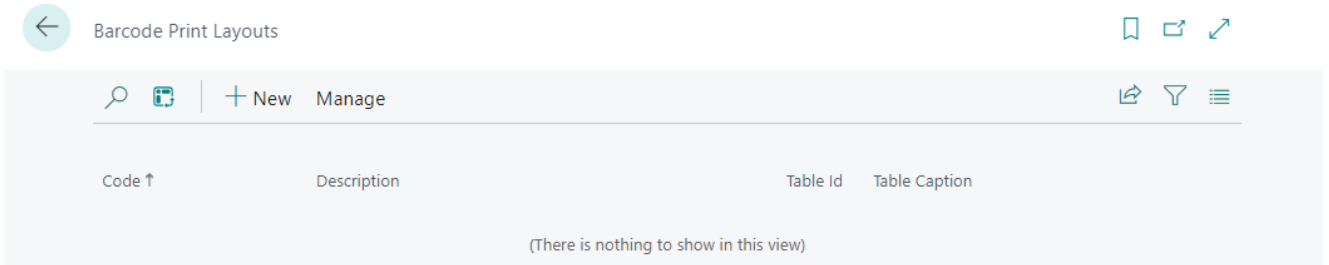 Barcode Print Layouts
New Manage
Code ↑ Description Table Id Table Caption
(There is nothing to show in this view)